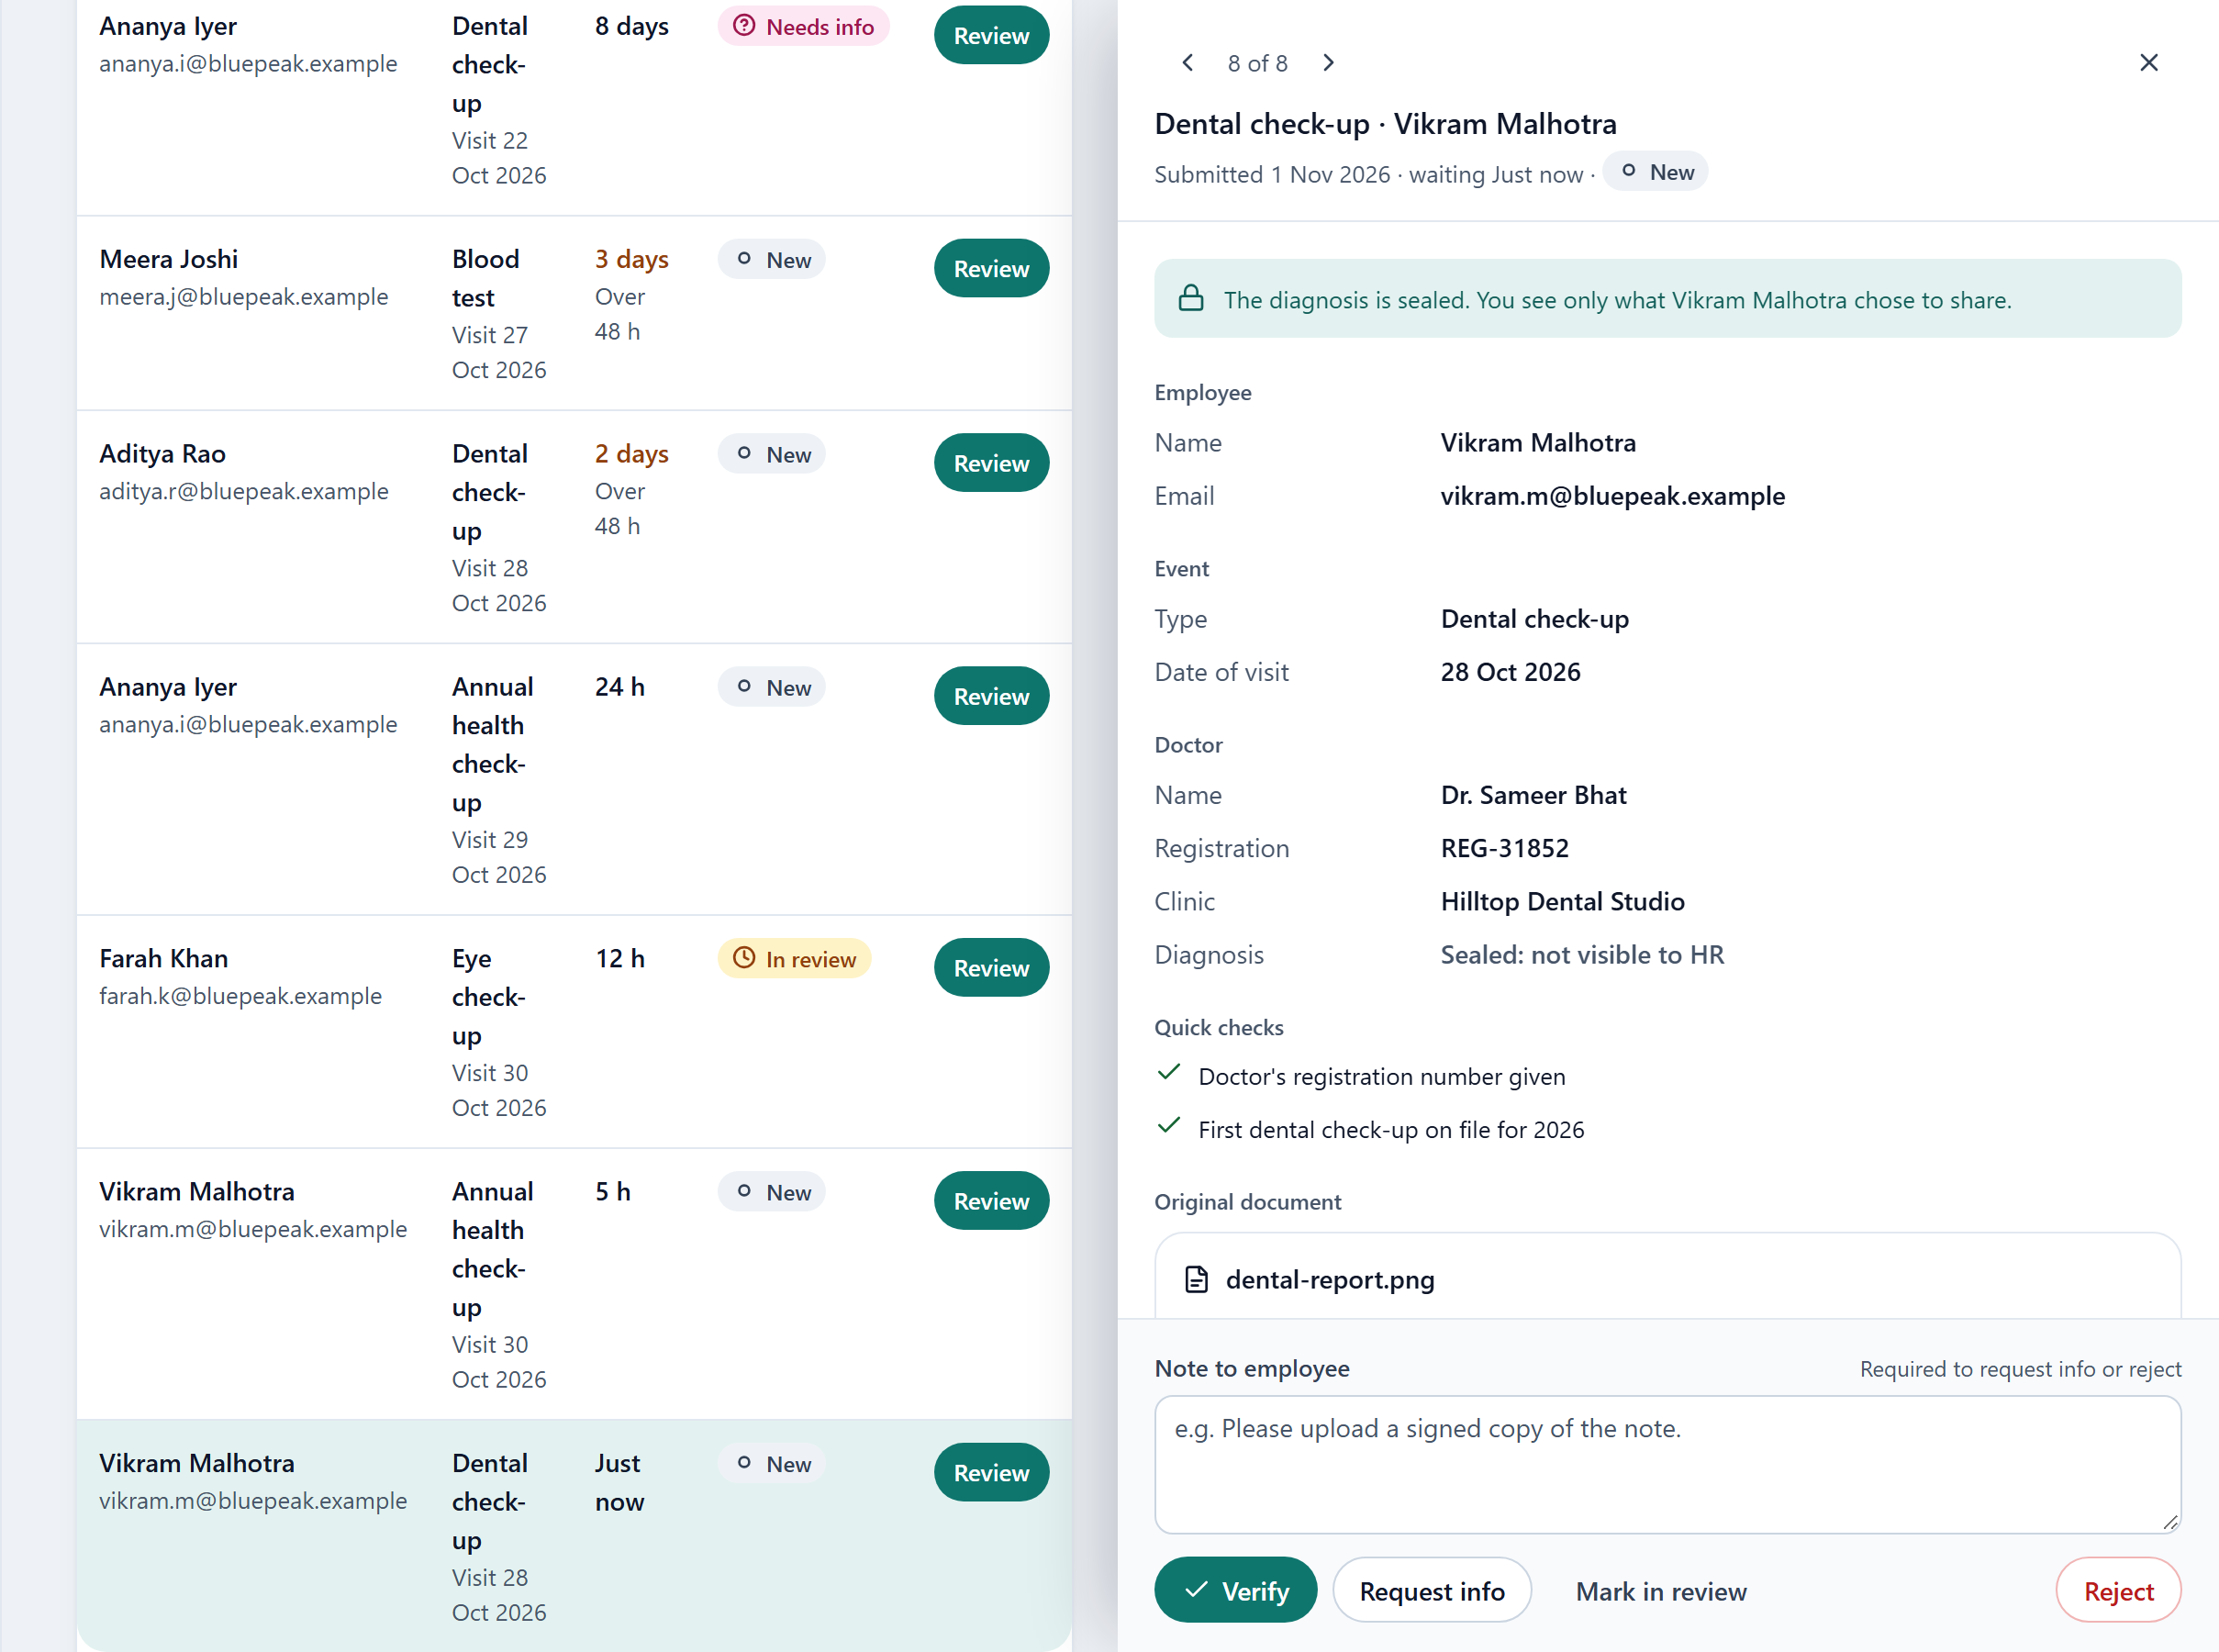 Ananya Iyer
ananya.i@bluepeak.example
Dental
check-
up
Visit 22
Oct 2026
8 days
Needs info
Review
Meera Joshi
meera.j@bluepeak.example
Blood
test
Visit 27
Oct 2026
3 days
Over
48 h
New
Review
Aditya Rao
aditya.r@bluepeak.example
Dental
check-
up
Visit 28
Oct 2026
2 days
Over
48 h
New
Review
Ananya Iyer
ananya.i@bluepeak.example
Annual
health
check-
up
Visit 29
Oct 2026
24 h
New
Review
Farah Khan
farah.k@bluepeak.example
Eye
check-
up
Visit 30
Oct 2026
12 h
In review
Review
Vikram Malhotra
vikram.m@bluepeak.example
Annual
health
check-
up
Visit 30
Oct 2026
5 h
New
Review
Vikram Malhotra
vikram.m@bluepeak.example
Dental
check-
up
Visit 28
Oct 2026
Just
now
New
Review
8 of 8
Dental check-up · Vikram Malhotra
Submitted 1 Nov 2026 · waiting Just now · New
The diagnosis is sealed. You see only what Vikram Malhotra chose to share.
Employee
Name Vikram Malhotra
Email vikram.m@bluepeak.example
Event
Type Dental check-up
Date of visit 28 Oct 2026
Doctor
Name Dr. Sameer Bhat
Registration REG-31852
Clinic Hilltop Dental Studio
Diagnosis Sealed: not visible to HR
Quick checks
Doctor's registration number given
First dental check-up on file for 2026
Original document
dental-report.png
Note to employee Required to request info or reject
e.g. Please upload a signed copy of the note.
Verify Request info Mark in review Reject